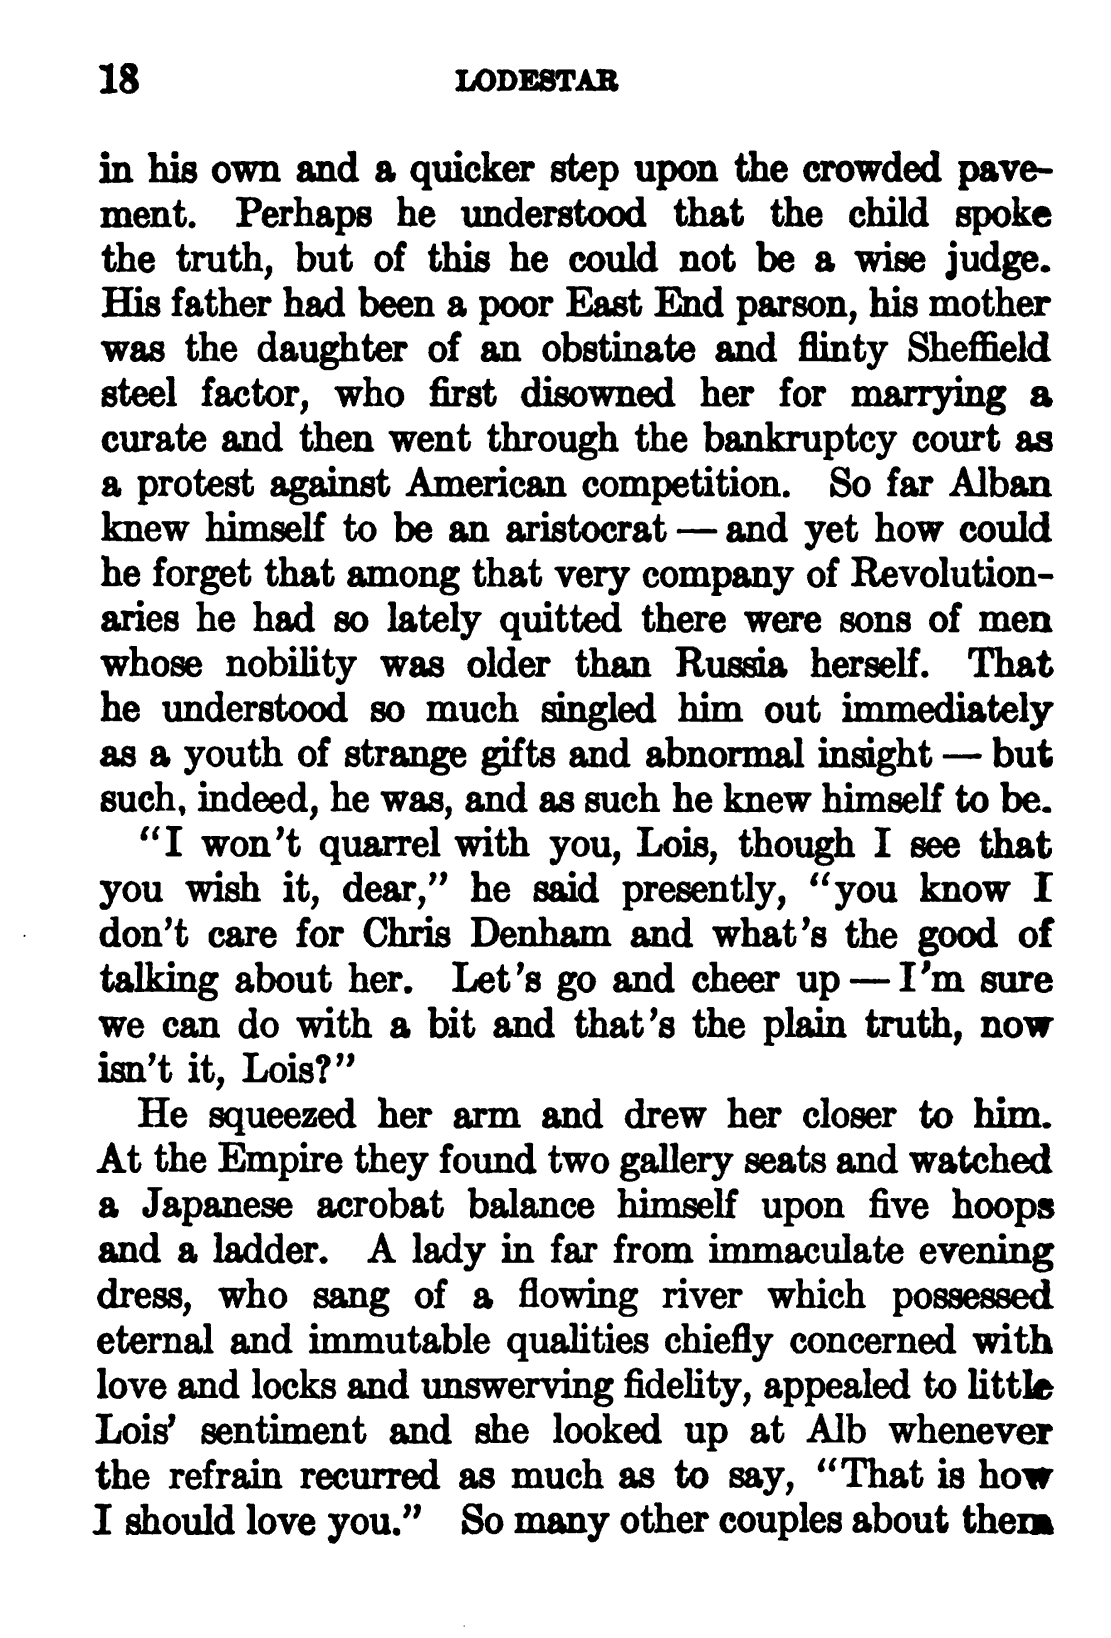 18 LODESTAR
in his own and a quicker step upon the crowded pave-
ment. Perhaps he understood that the child spoke
the truth, but of this he could not be a wise judge.
His father had been a poor East End parson, his mother
was the daughter of an obstinate and flinty Sheffield
steel factor, who first disowned her for marrying a
curate and then went through the bankruptcy court as
a protest against American competition. So far Alban
knew himself to be an aristocrat — and yet how could
he forget that among that very company of Revolution-
aries he had so lately quitted there were sons of men
whose nobility was older than Russia herself. That
he understood so much singled him out immediately
as a youth of strange gifts and abnormal insight — but
such, indeed, he was, and as such he knew himself to be.
"I won't quarrel with you, Lois, though I see that
you wish it, dear," he said presently, "you know I
don't care for Chris Denham and what's the good of
talking about her. Let's go and cheer up — I'm sure
we can do with a bit and that's the plain truth, now
isn't it, Lois?"
He squeezed her arm and drew her closer to him.
At the Empire they found two gallery seats and watched
a Japanese acrobat balance himself upon five hoops
and a ladder. A lady in far from immaculate evening
dress, who sang of a flowing river which possessed
eternal and immutable qualities chiefly concerned with
love and locks and unswerving fidelity, appealed to little
Lois' sentiment and she looked up at Alb whenever
the refrain recurred as much as to say, "That is how
I should love you." So many other couples about them